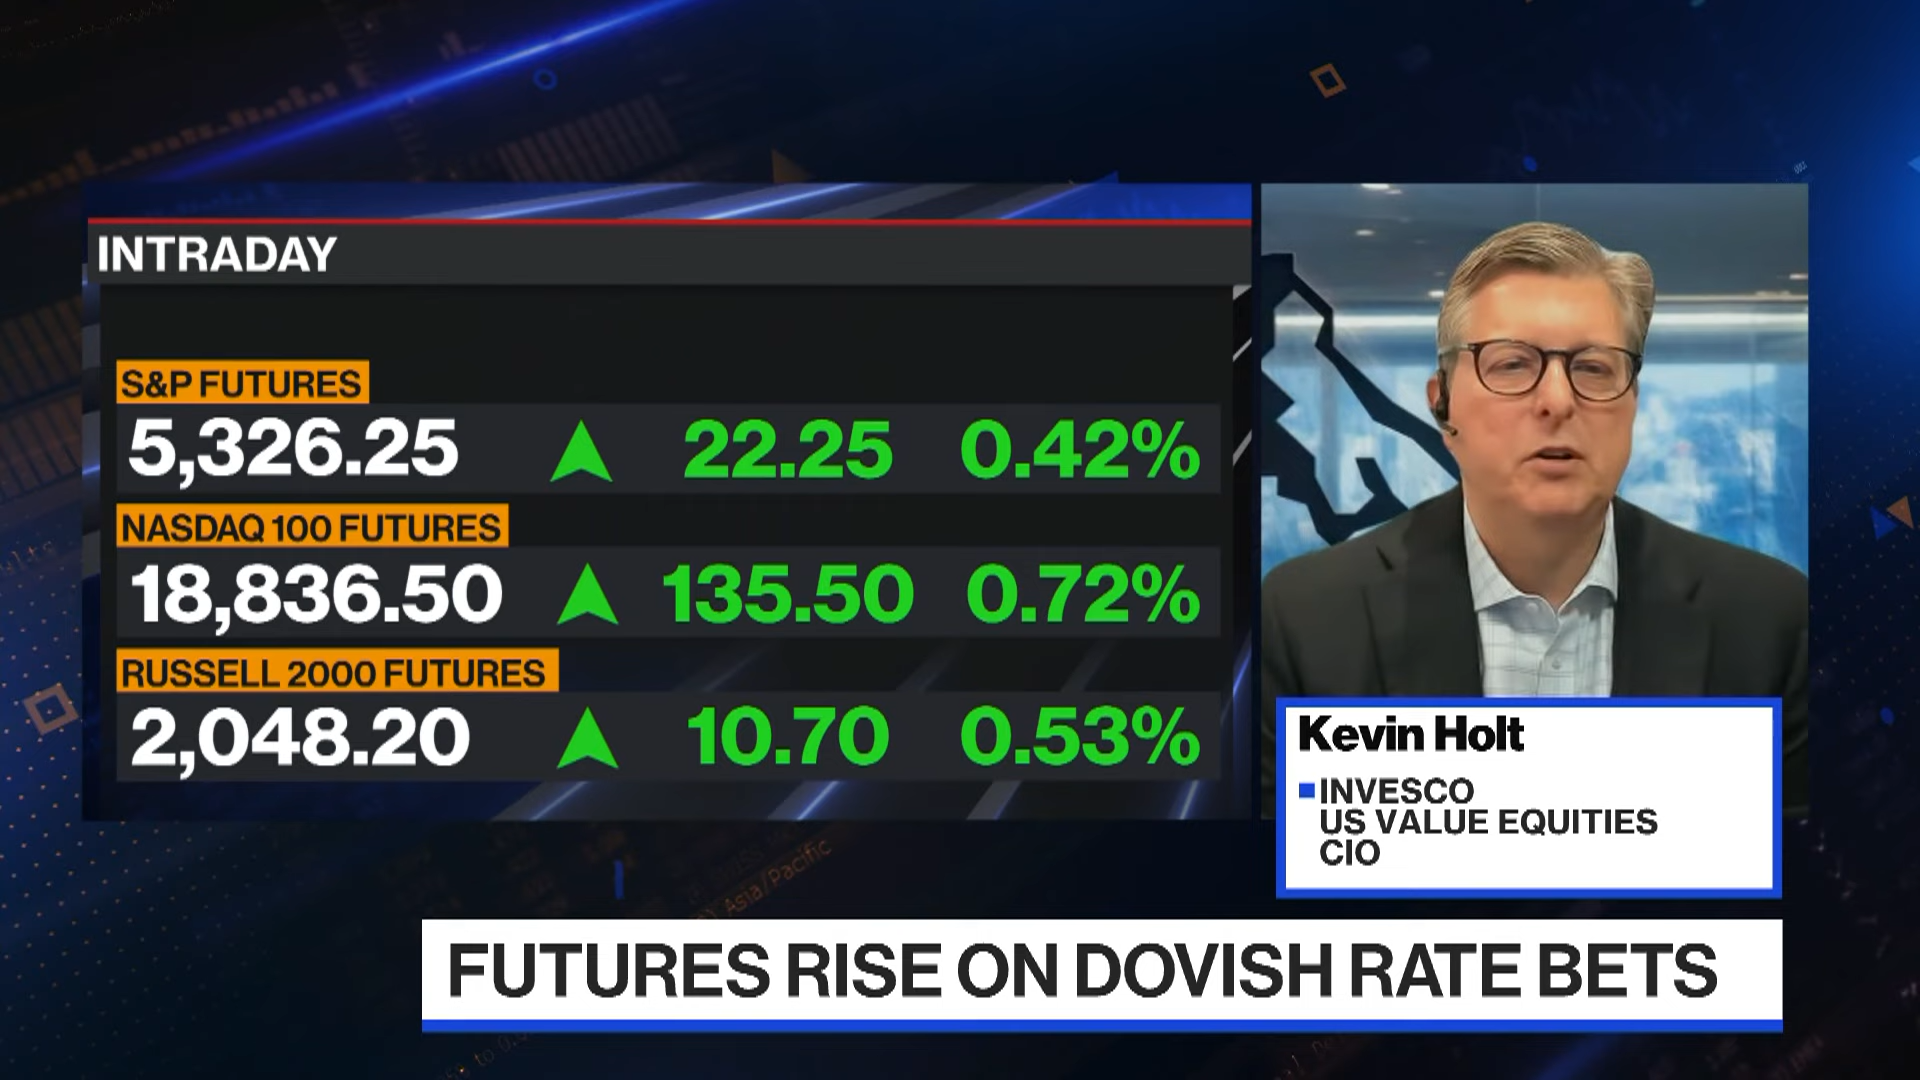 INTRADAY
S&P FUTURES
5,326.25 ▲ 22.25 0.42%
NASDAQ 100 FUTURES
18,836.50 ▲ 135.50 0.72%
RUSSELL 2000 FUTURES
2,048.20 ▲ 10.70 0.53%
Kevin Holt
INVESCO
US VALUE EQUITIES
CIO
Asia/Pacific
FUTURES RISE ON DOVISH RATE BETS